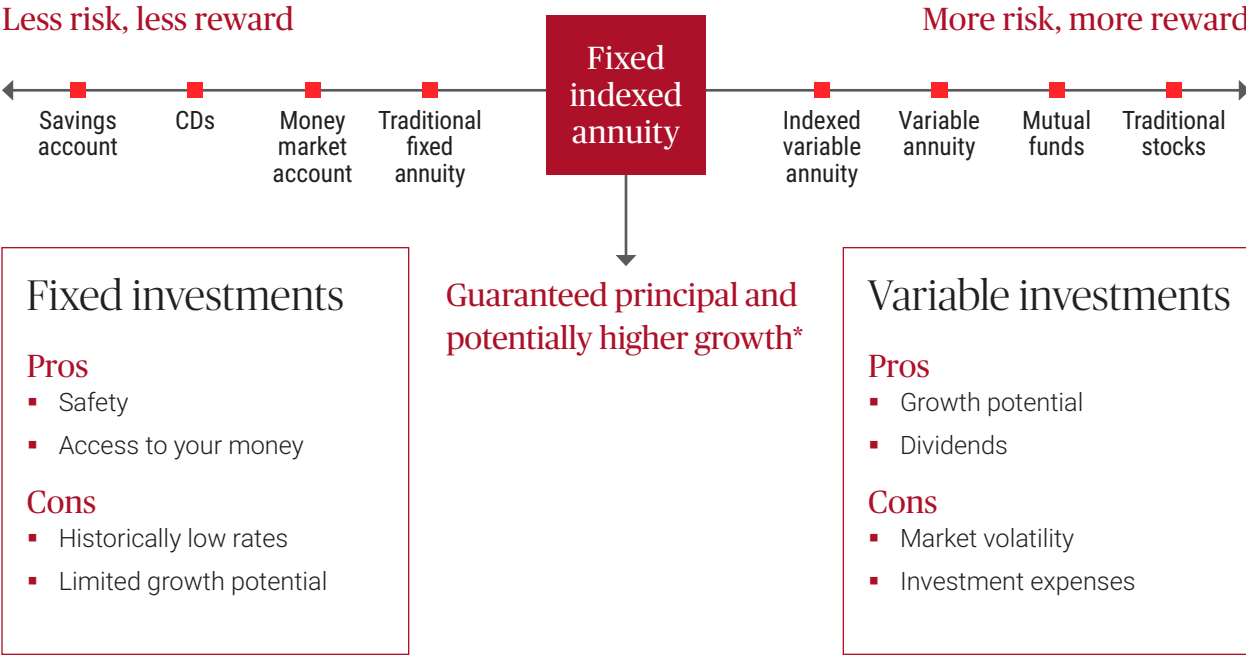 Less risk, less reward
More risk, more reward
Fixed
indexed
annuity
Savings
account
CDs
Money
market
account
Traditional
fixed
annuity
Indexed
variable
annuity
Variable
annuity
Mutual
funds
Traditional
stocks
Fixed investments
Pros
▪ Safety
▪ Access to your money
Cons
▪ Historically low rates
▪ Limited growth potential
Guaranteed principal and
potentially higher growth*
Variable investments
Pros
▪ Growth potential
▪ Dividends
Cons
▪ Market volatility
▪ Investment expenses